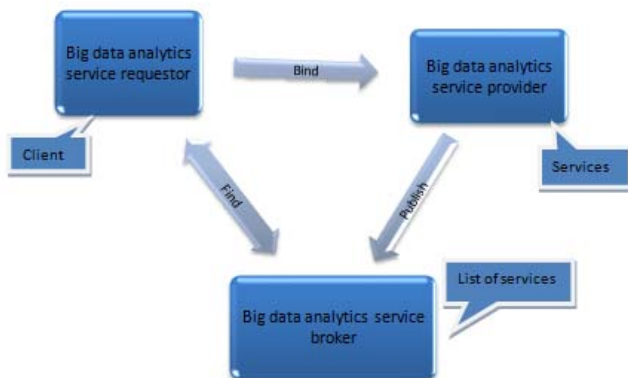 Big data analytics
service requestor
Bind
Big data analytics
service provider
Client
Services
Find
Publish
List of services
Big data analytics service
broker